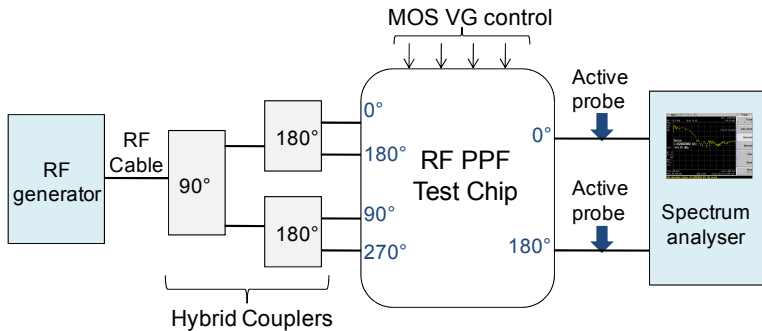 MOS VG control
RF
generator
RF
Cable
90°
180°
180°
Hybrid Couplers
0°
180°
90°
270°
RF PPF
Test Chip
0°
180°
Active
probe
Active
probe
Spectrum
analyser